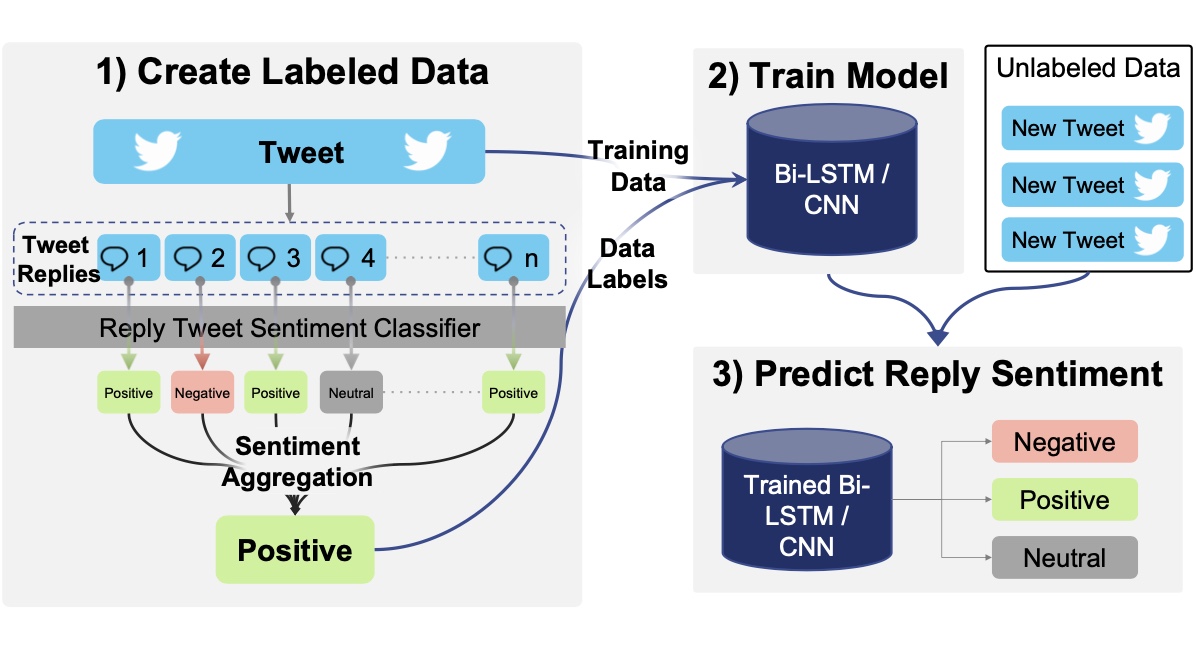 1) Create Labeled Data
Tweet
Tweet
Replies
1
2
3
4
n
Reply Tweet Sentiment Classifier
Positive
Negative
Positive
Neutral
Positive
Sentiment
Aggregation
Positive
Training
Data
Data
Labels
2) Train Model
Bi-LSTM /
CNN
Unlabeled Data
New Tweet
New Tweet
New Tweet
3) Predict Reply Sentiment
Trained Bi-
LSTM /
CNN
Negative
Positive
Neutral